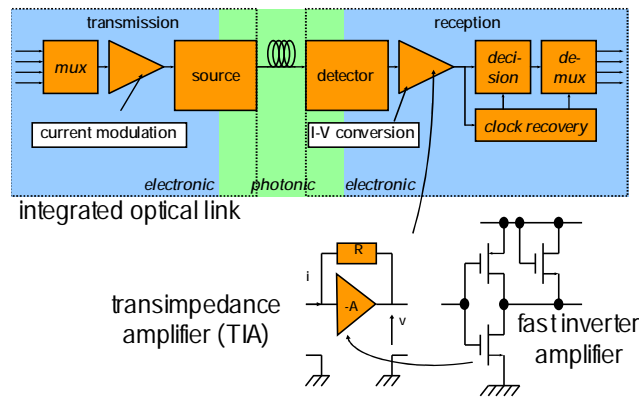 transmission
reception
mux
source
detector
deci-
sion
de-
mux
current modulation
I-V conversion
clock recovery
electronic
photonic
electronic
integrated optical link
R
i
-A
v
transimpedance
amplifier (TIA)
fast inverter
amplifier